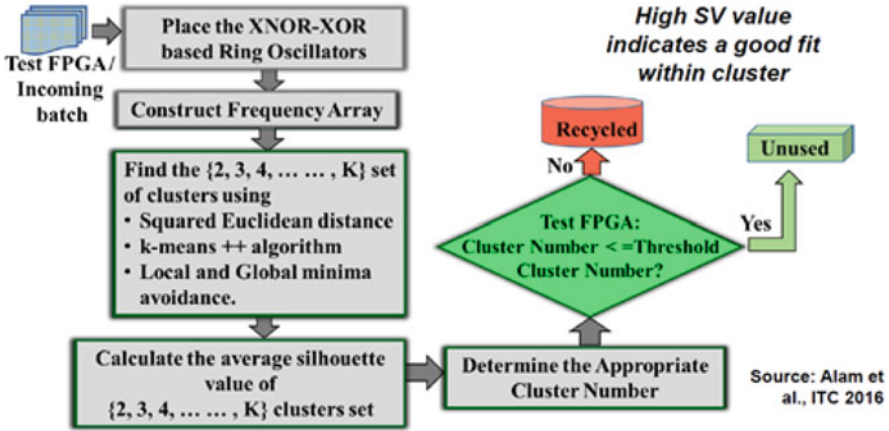 Test FPGA/
Incoming
batch
Place the XNOR-XOR
based Ring Oscillators
Construct Frequency Array
Find the {2, 3, 4, ... ... , K} set
of clusters using
• Squared Euclidean distance
• k-means ++ algorithm
• Local and Global minima
avoidance.
Calculate the average silhouette
value of
{2, 3, 4, ... ... , K} clusters set
Determine the Appropriate
Cluster Number
Test FPGA:
Cluster Number <=Threshold
Cluster Number?
No
Recycled
Yes
Unused
High SV value
indicates a good fit
within cluster
Source: Alam et
al., ITC 2016